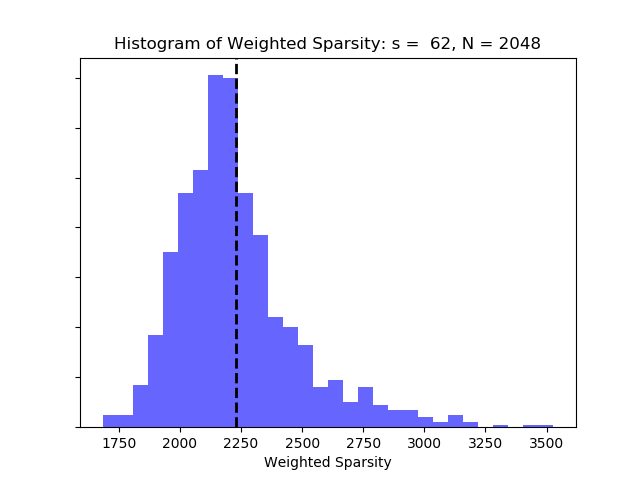 Histogram of Weighted Sparsity: s =  62, N = 2048
1750 2000 2250 2500 2750 3000 3250 3500
Weighted Sparsity